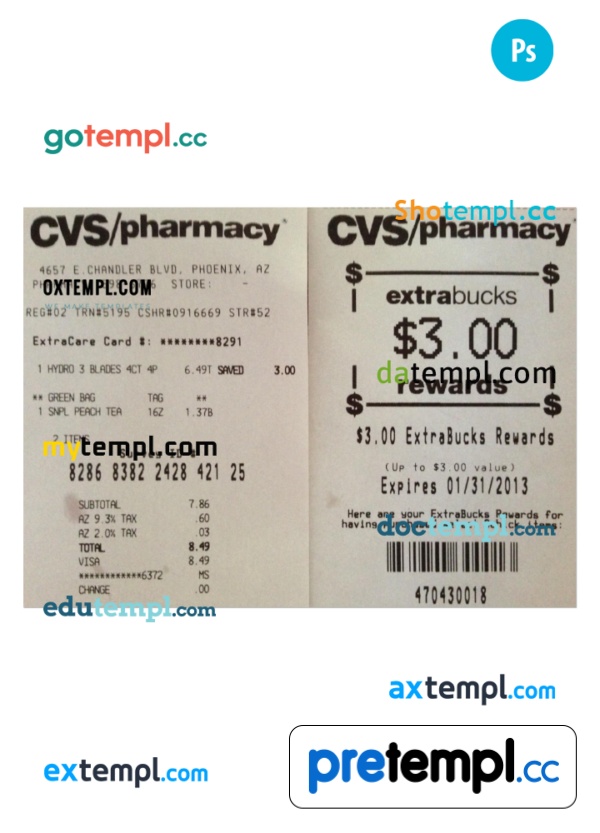 Ps
gotempl.cc
CVS/pharmacy
4657 E.CHANDLER BLVD. PHOENIX, AZ
STORE: -
OXTEMPL.COM
WE MAKE TEMPLATES
REG#02 TRN#5195 CSHR#0916669 STR#52
ExtraCare Card #: ********8291
1 HYDRO 3 BLADES 4CT 4P 6.49T SAVED 3.00
** GREEN BAG TAG **
1 SNPL PEACH TEA 16Z 1.37B
2 ITEMS
mytempl.com
8286 8382 2428 421 25
SUBTOTAL 7.86
AZ 9.3% TAX .60
AZ 2.0% TAX .03
TOTAL 8.49
VISA 8.49
************6372 MS
CHANGE .00
edutempl.com
Shotempl.cc
CVS/pharmacy
$ $
extrabucks
$3.00
datempl.com
rewards
$ $
$3.00 ExtraBucks Rewards
(Up to $3.00 value)
Expires 01/31/2013
Here are your ExtraBucks Rewards for
having items:
doctempl.com
470430018
axtempl.com
extempl.com
pretempl.cc